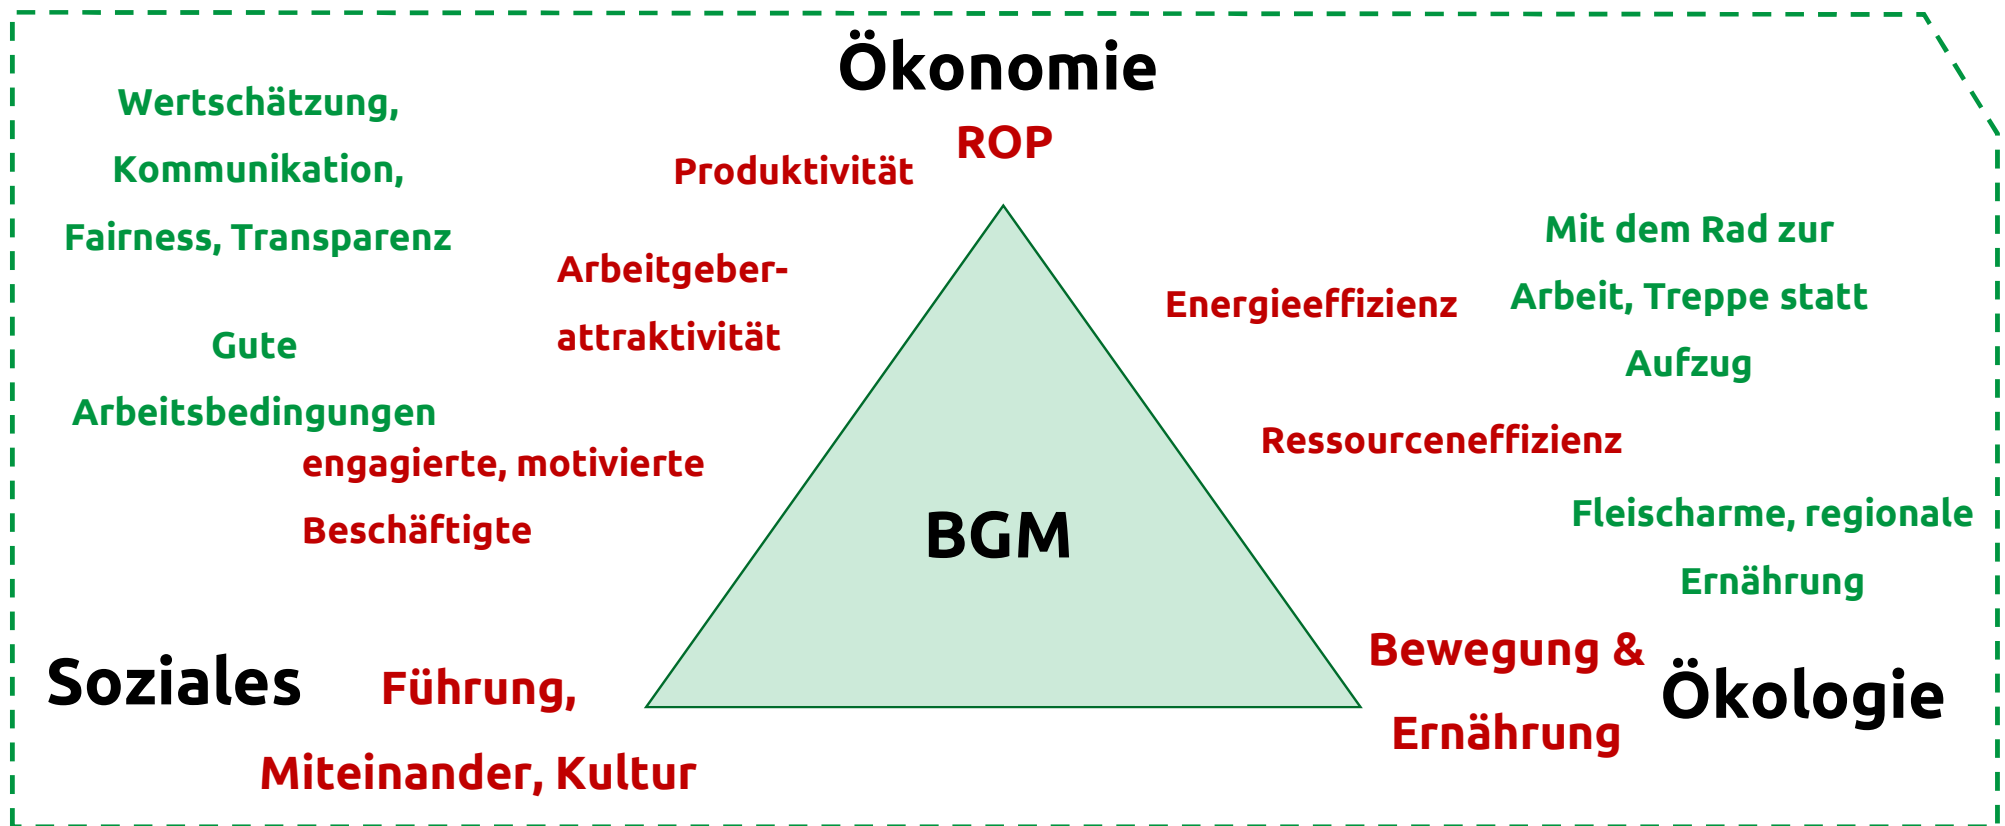 Ökonomie
ROP
Produktivität
Wertschätzung,
Kommunikation,
Fairness, Transparenz
Arbeitgeber-
attraktivität
Gute
Arbeitsbedingungen
engagierte, motivierte
Beschäftigte
Energieeffizienz
Mit dem Rad zur
Arbeit, Treppe statt
Aufzug
Ressourceneffizienz
Fleischarme, regionale
Ernährung
BGM
Soziales
Führung,
Miteinander, Kultur
Bewegung &
Ernährung
Ökologie